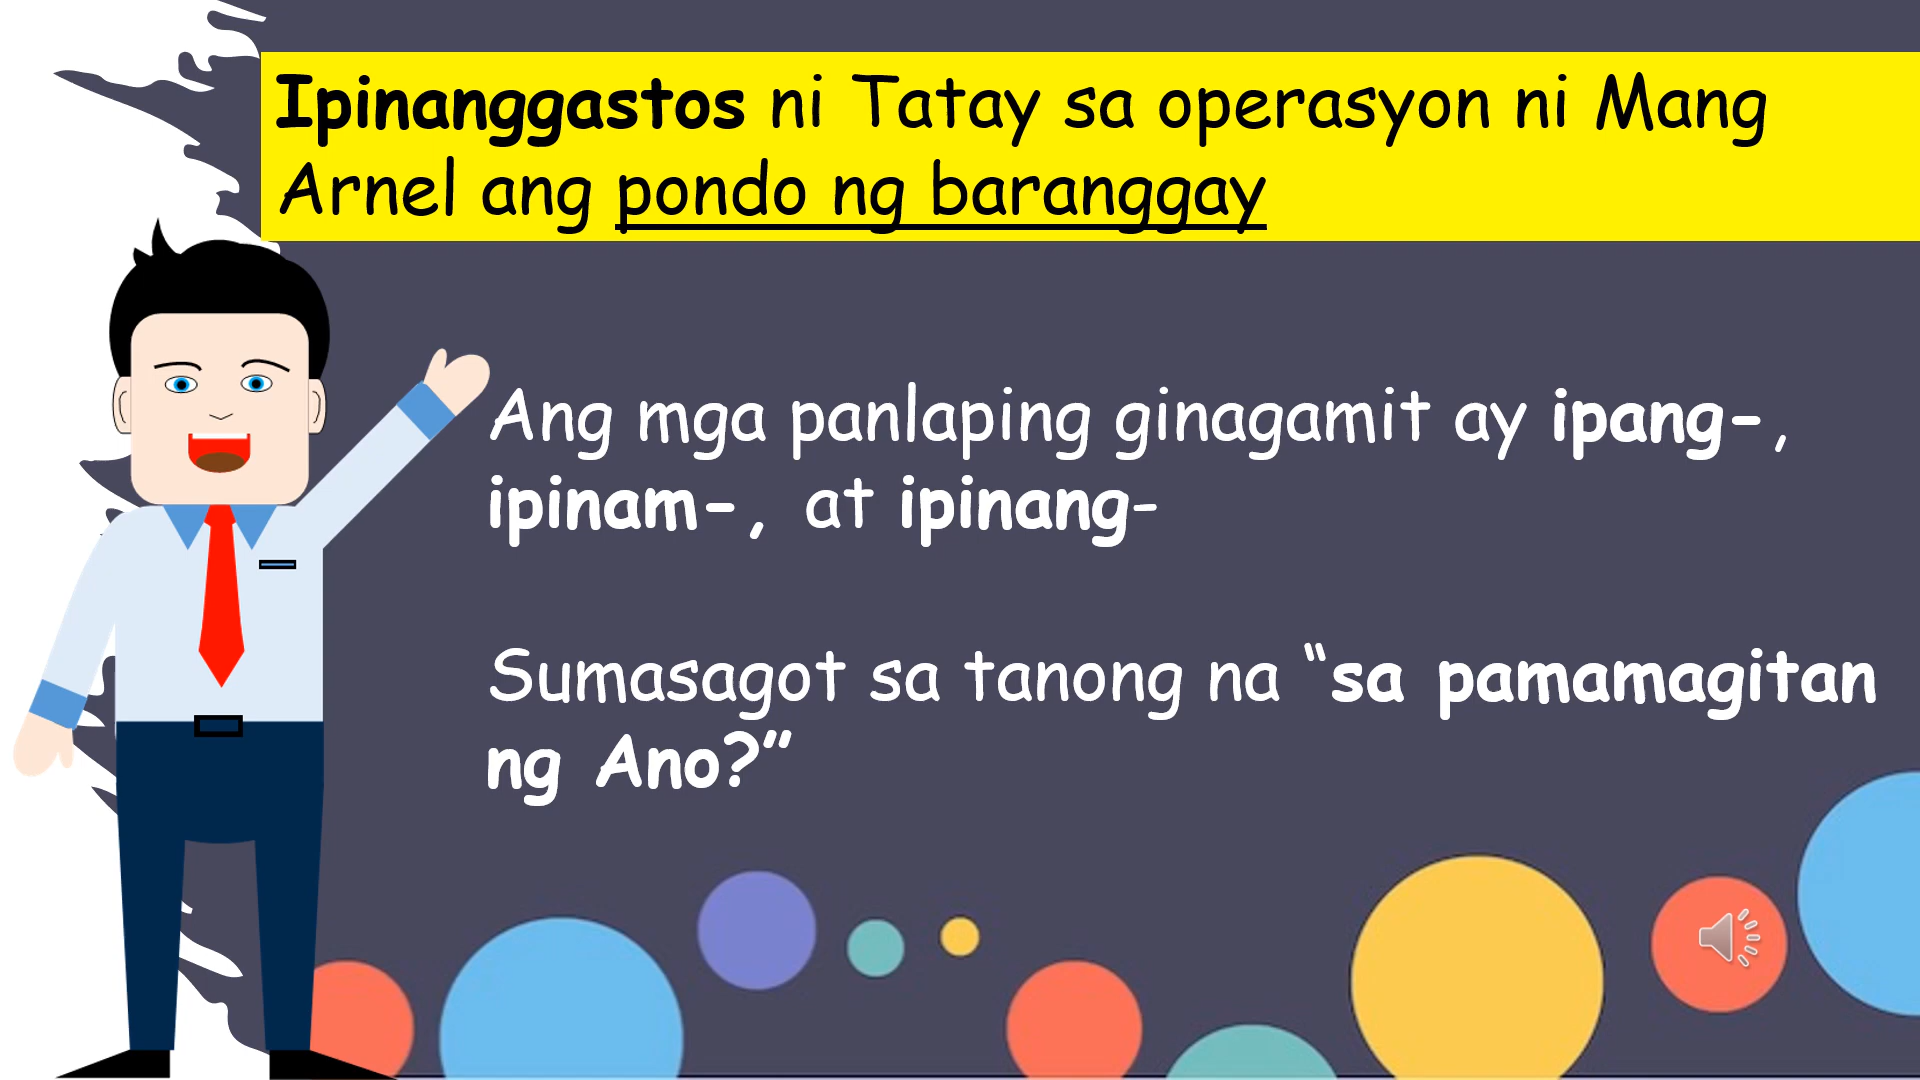 Ipinanggastos ni Tatay sa operasyon ni Mang
Arnel ang pondo ng baranggay
Ang mga panlaping ginagamit ay ipang-,
ipinam-, at ipinang-
Sumasagot sa tanong na “sa pamamagitan
ng Ano?”